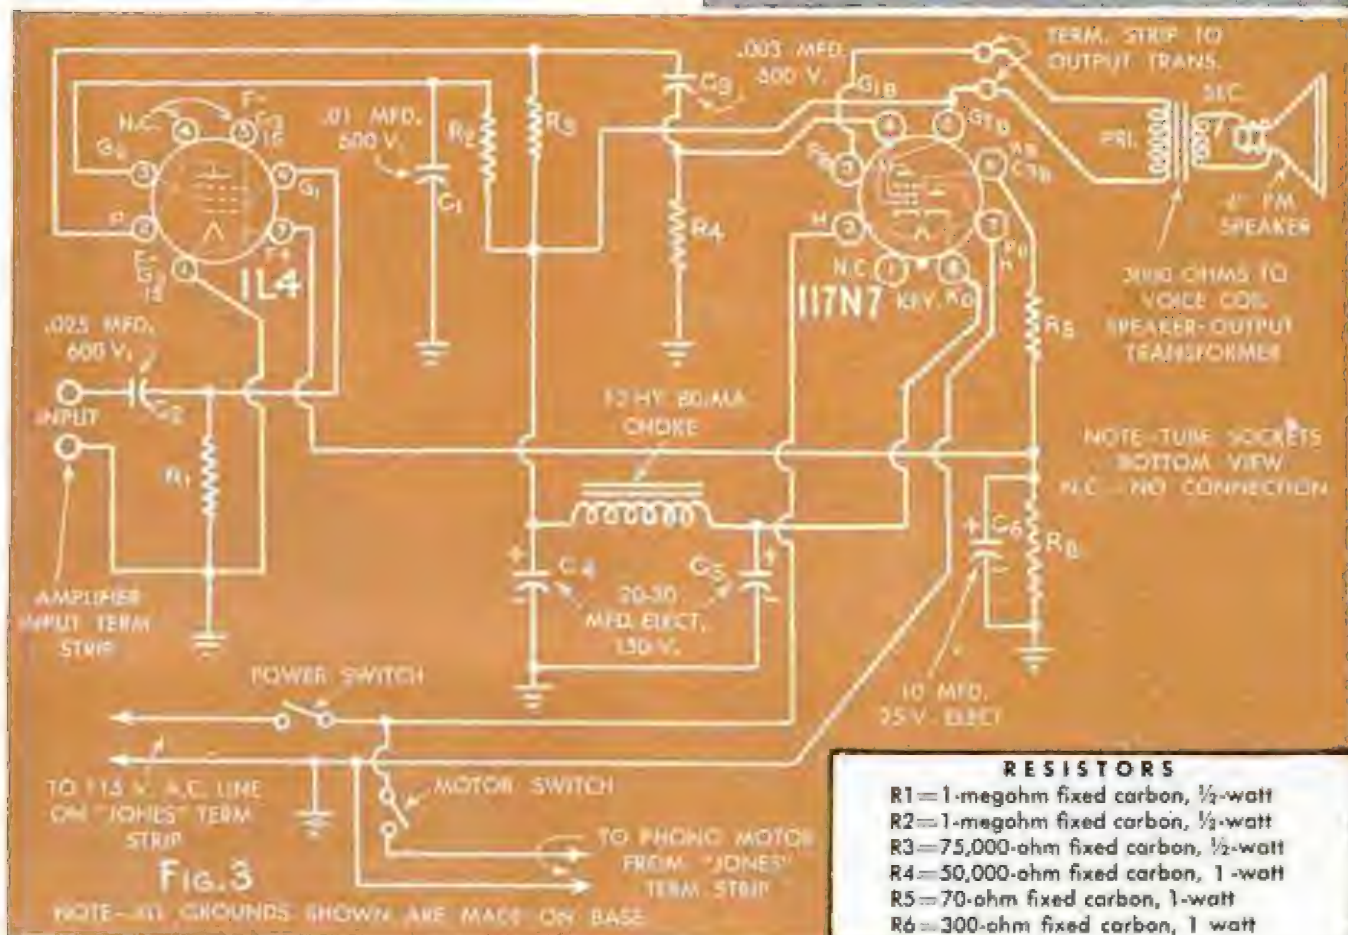 .003 MFD.
600 V.
C3
TERM. STRIP TO
OUTPUT TRANS.
N.C.
F-
G3
IS
.01 MFD.
600 V.
R2
R3
G1B
SEC.
PRI.
G2
G1
P
F+
1L4
C1
R4
H
N.C.
117N7
KEY.
R5
PM
SPEAKER
3000 OHMS TO
VOICE COIL
SPEAKER-OUTPUT
TRANSFORMER
.025 MFD.
600 V.
C2
INPUT
R1
12 HY 80 MA
CHOKE
NOTE-TUBE SOCKETS
BOTTOM VIEW
N.C - NO CONNECTION
+
C4
C5
+
20-20
MFD. ELECT.
150 V.
+
C6
AMPLIFIER
INPUT TERM
STRIP
POWER SWITCH
10 MFD.
25 V. ELECT
TO 115 V. A.C. LINE
ON "JONES" TERM
STRIP
MOTOR SWITCH
TO PHONO MOTOR
FROM "JONES"
TERM STRIP
FIG.3
NOTE-ALL GROUNDS SHOWN ARE MADE ON BASE
RESISTORS
R1=1-megohm fixed carbon, ½-watt
R2=1-megohm fixed carbon, ½-watt
R3=75,000-ohm fixed carbon, ½-watt
R4=50,000-ohm fixed carbon, 1-watt
R5=70-ohm fixed carbon, 1-watt
R6=300-ohm fixed carbon, 1 watt